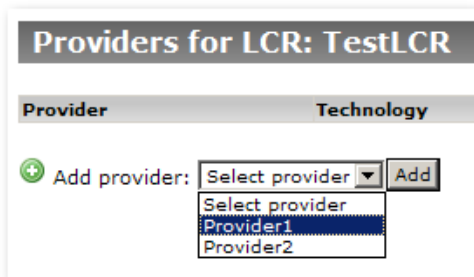 Providers for LCR: TestLCR
Provider Technology
Add provider: Select provider Add
Select provider
Provider1
Provider2